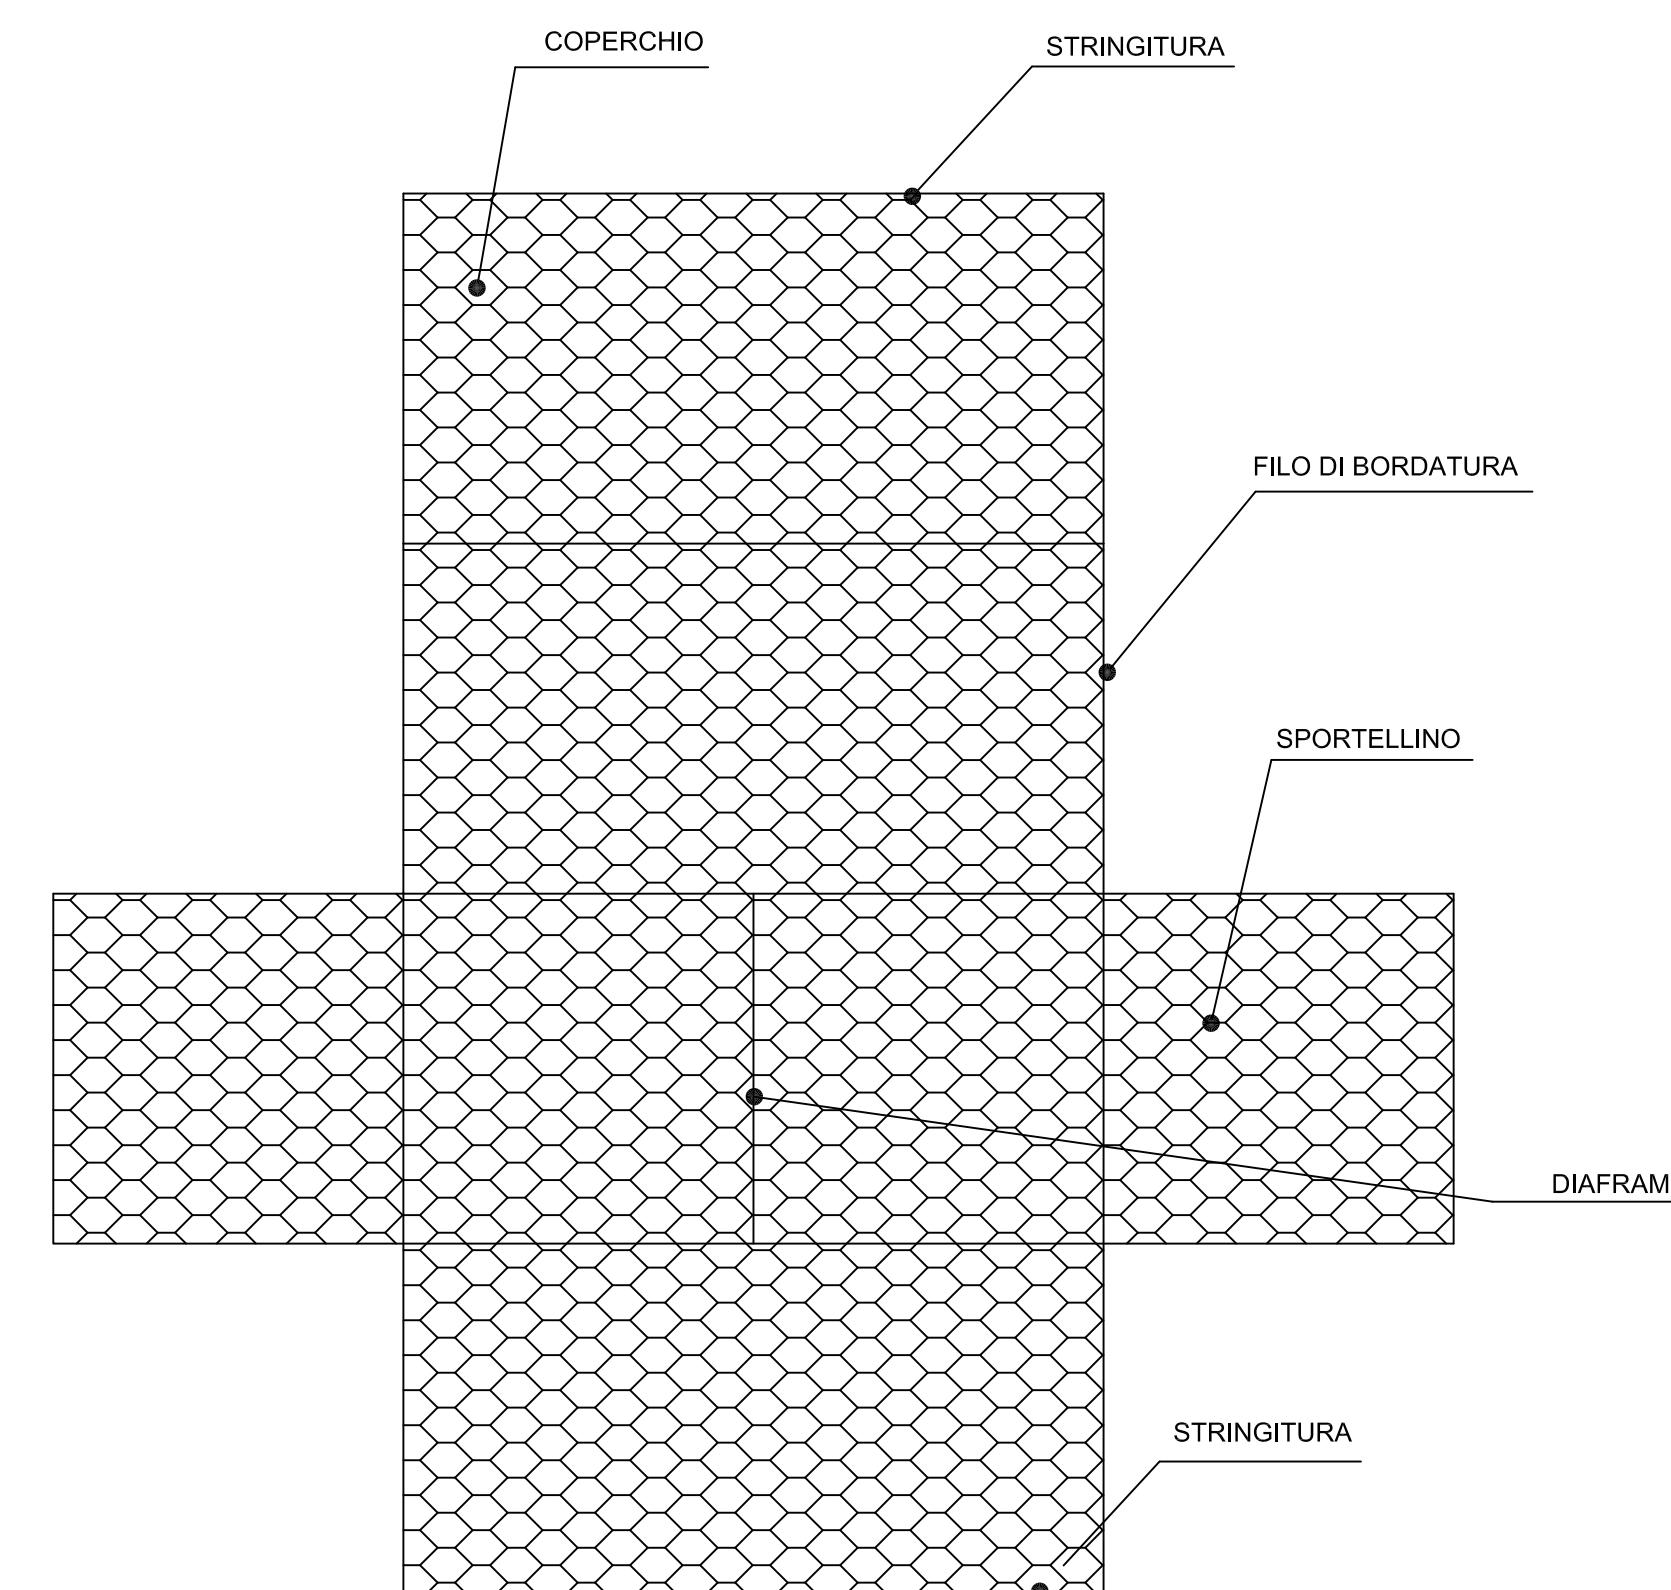 COPERCHIO
STRINGITURA
FILO DI BORDATURA
SPORTELLINO
DIAFRAM
STRINGITURA